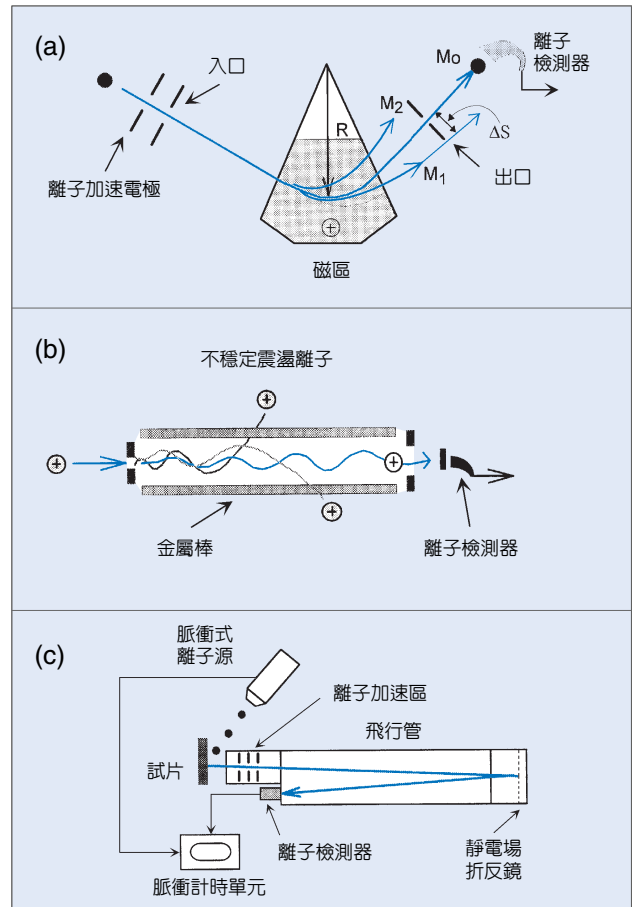 (a)
離子
檢測器
Mo
入口
M2
R
ΔS
離子加速電極
M1
出口
+
磁區
(b)
不穩定震盪離子
+
+
+
+
金屬棒
離子檢測器
(c)
脈衝式
離子源
離子加速區
飛行管
試片
離子檢測器
靜電場
折反鏡
脈衝計時單元